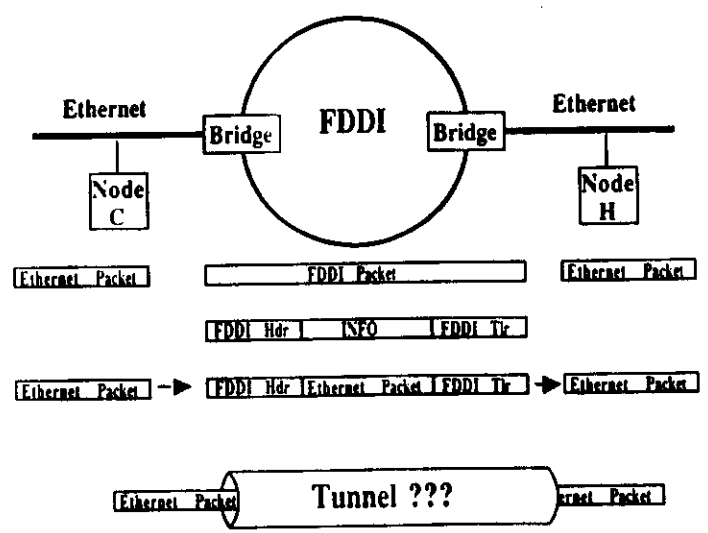 Ethernet FDDI Ethernet
Bridge Bridge
Node Node
C H
Ethernet Packet FDDI Packet Ethernet Packet
FDDI Hdr INFO FDDI Tlr
Ethernet Packet FDDI Hdr Ethernet Packet FDDI Tlr Ethernet Packet
Ethernet Packet Tunnel ??? ernet Packet